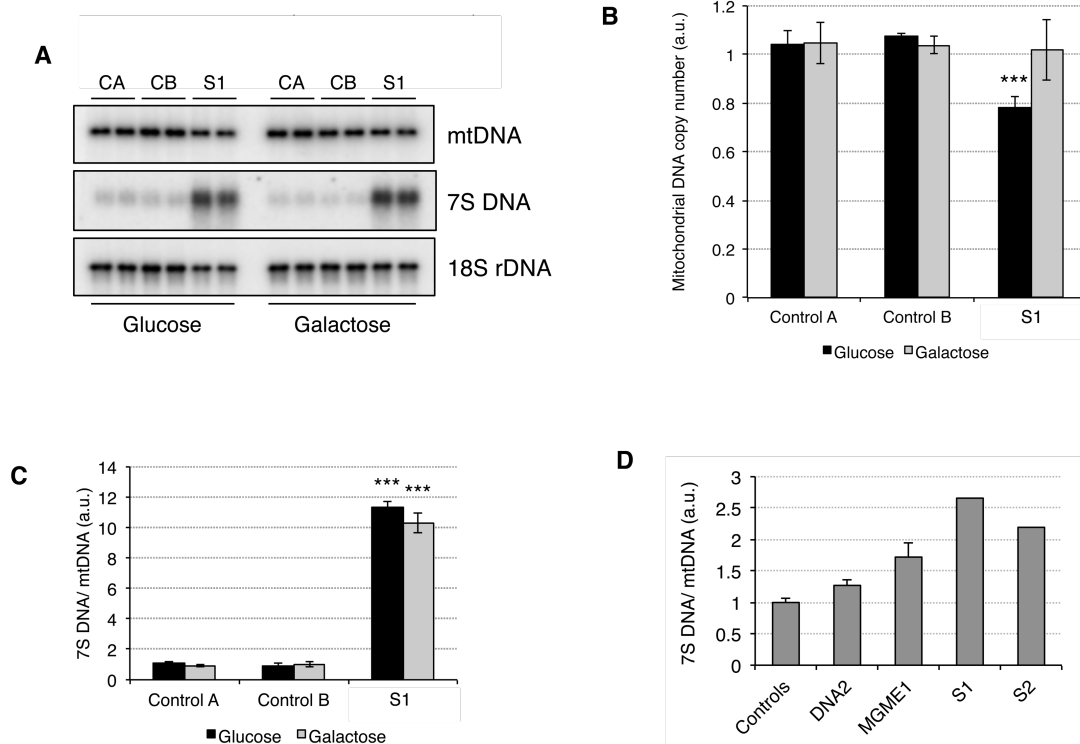 A
CA CB S1 CA CB S1
mtDNA
7S DNA
18S rDNA
Glucose Galactose
B
Mitochondrial DNA copy number (a.u.)
1.2
1
0.8
0.6
0.4
0.2
0
***
Control A Control B S1
Glucose Galactose
C
7S DNA/ mtDNA (a.u.)
14
12
10
8
6
4
2
0
*** ***
Control A Control B S1
Glucose Galactose
D
7S DNA/ mtDNA (a.u.)
3
2.5
2
1.5
1
0.5
0
Controls DNA2 MGME1 S1 S2